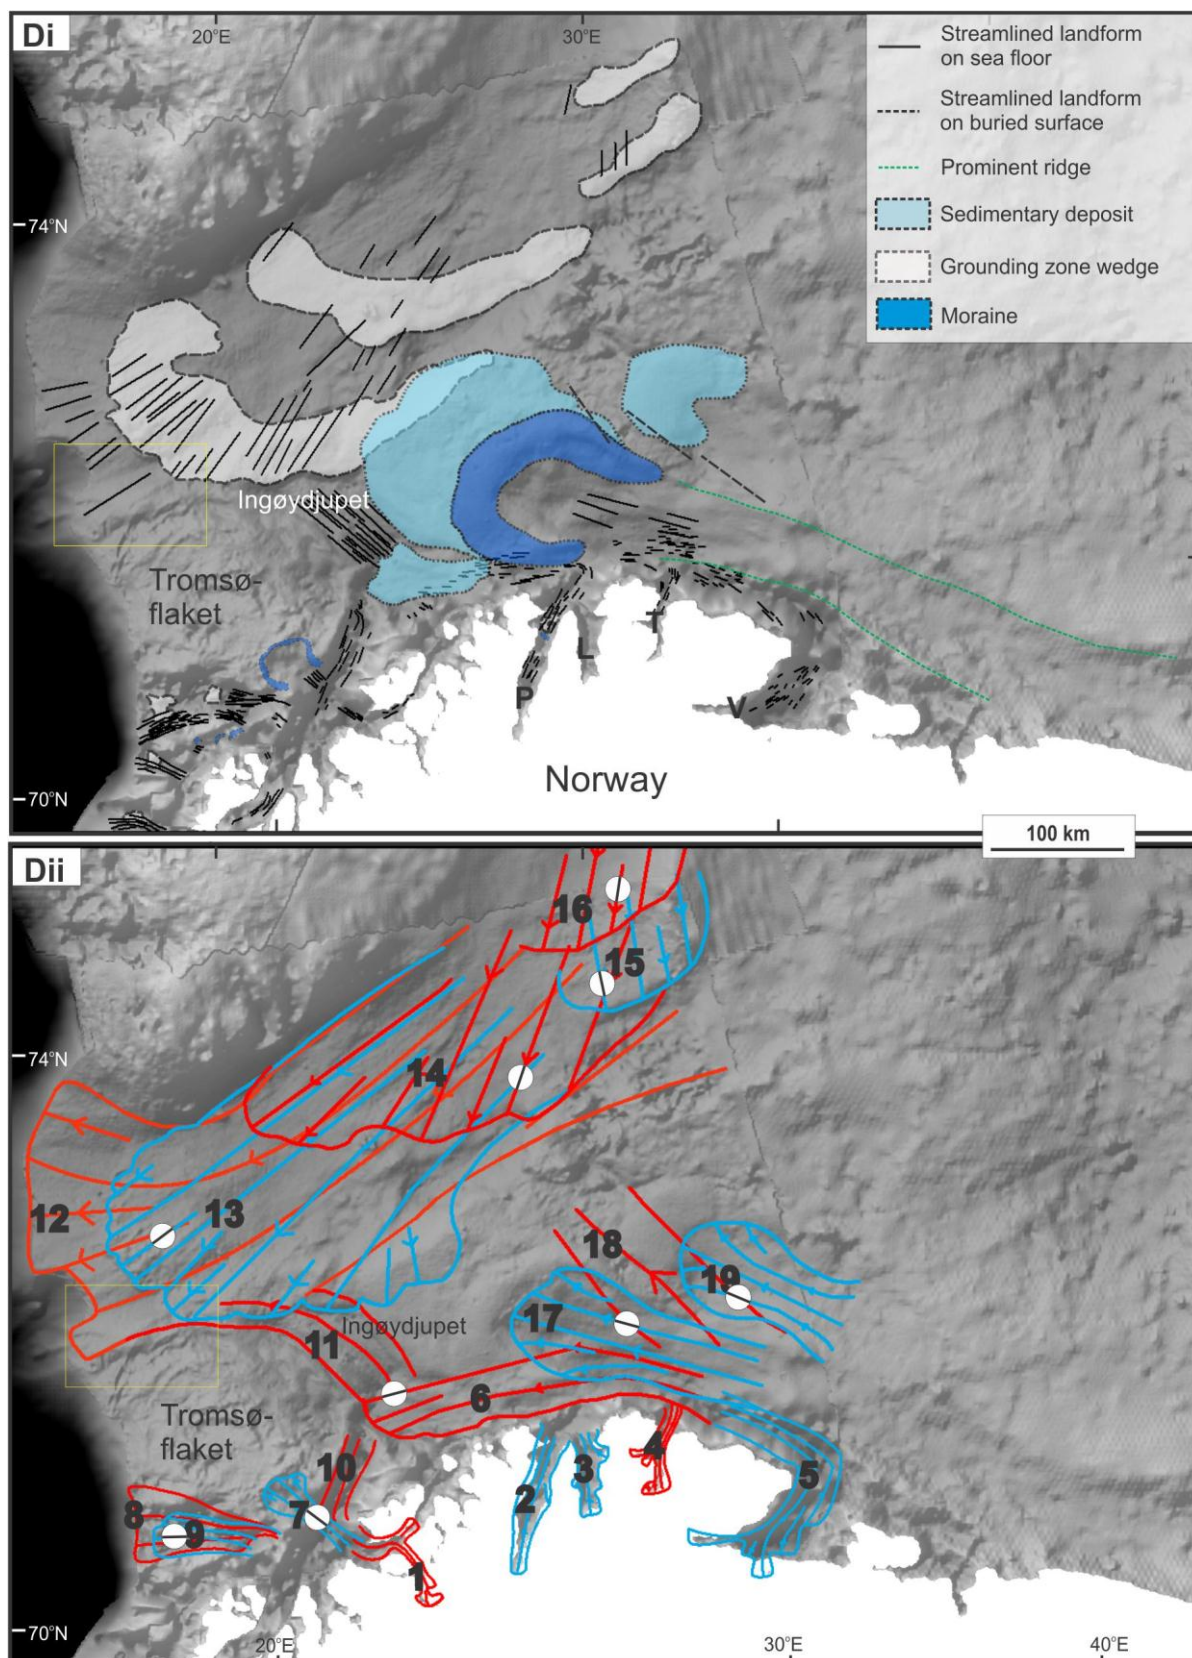 Di
20°E
30°E
Streamlined landform
on sea floor
Streamlined landform
on buried surface
Prominent ridge
Sedimentary deposit
Grounding zone wedge
Moraine
74°N
Ingøydjupet
Tromsø-
flaket
T
L
P
V
Norway
70°N
100 km
Dii
16
15
74°N
14
12
13
18
19
17
11
Ingøydjupet
6
Tromsø-
flaket
10
4
3
5
2
8
9
7
1
70°N
20°E
30°E
40°E